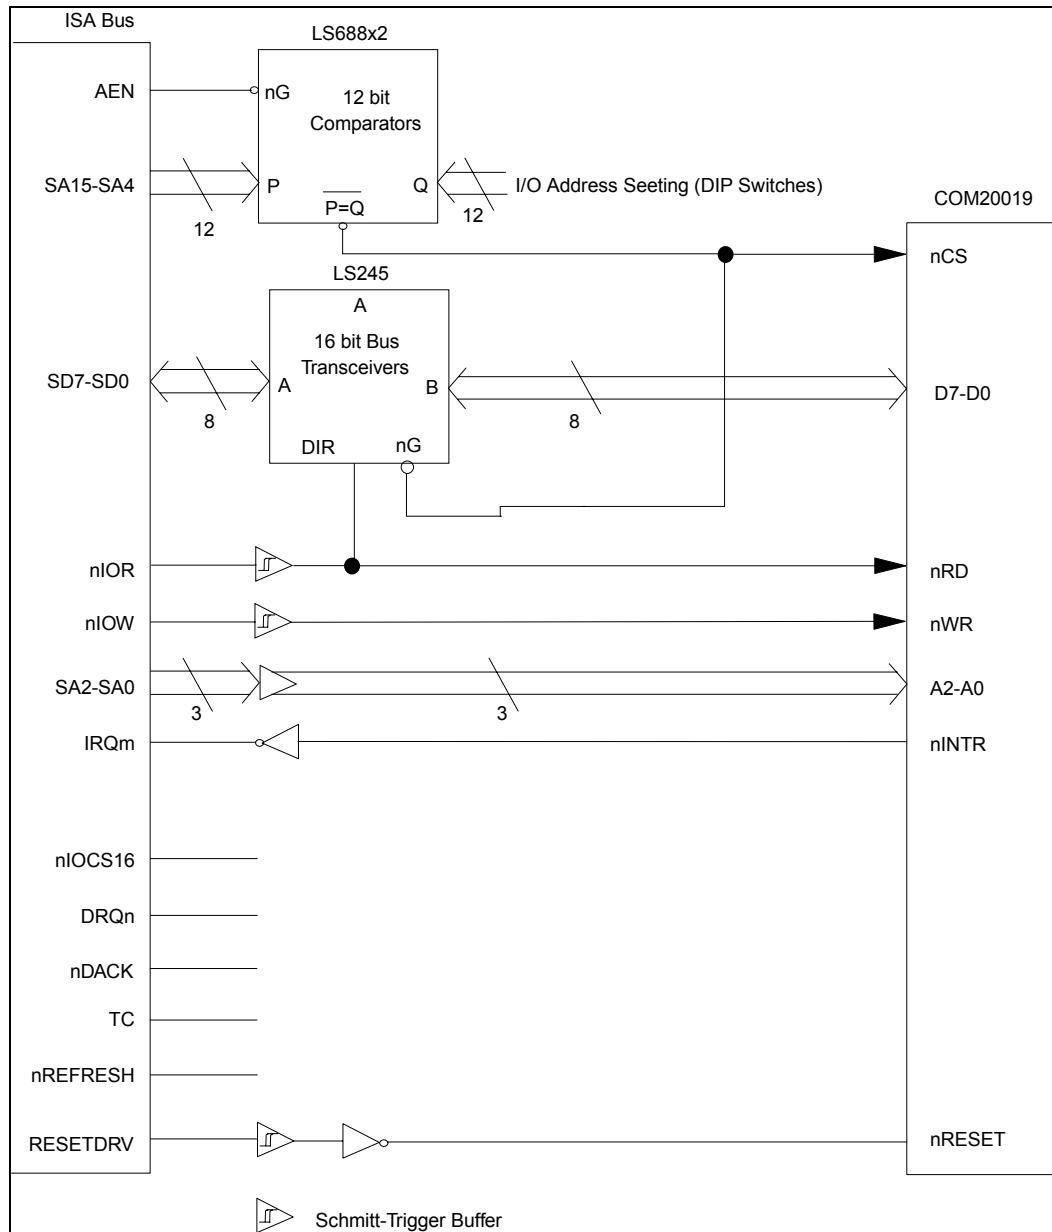 ISA Bus
LS688x2
AEN
nG
12 bit
Comparators
SA15-SA4
12
P
P=Q
Q
12
I/O Address Seeting (DIP Switches)
COM20019
nCS
LS245
A
16 bit Bus
Transceivers
SD7-SD0
8
A
B
8
D7-D0
DIR
nG
nIOR
nRD
nIOW
nWR
SA2-SA0
3
3
A2-A0
IRQm
nINTR
nIOCS16
DRQn
nDACK
TC
nREFRESH
RESETDRV
nRESET
Schmitt-Trigger Buffer